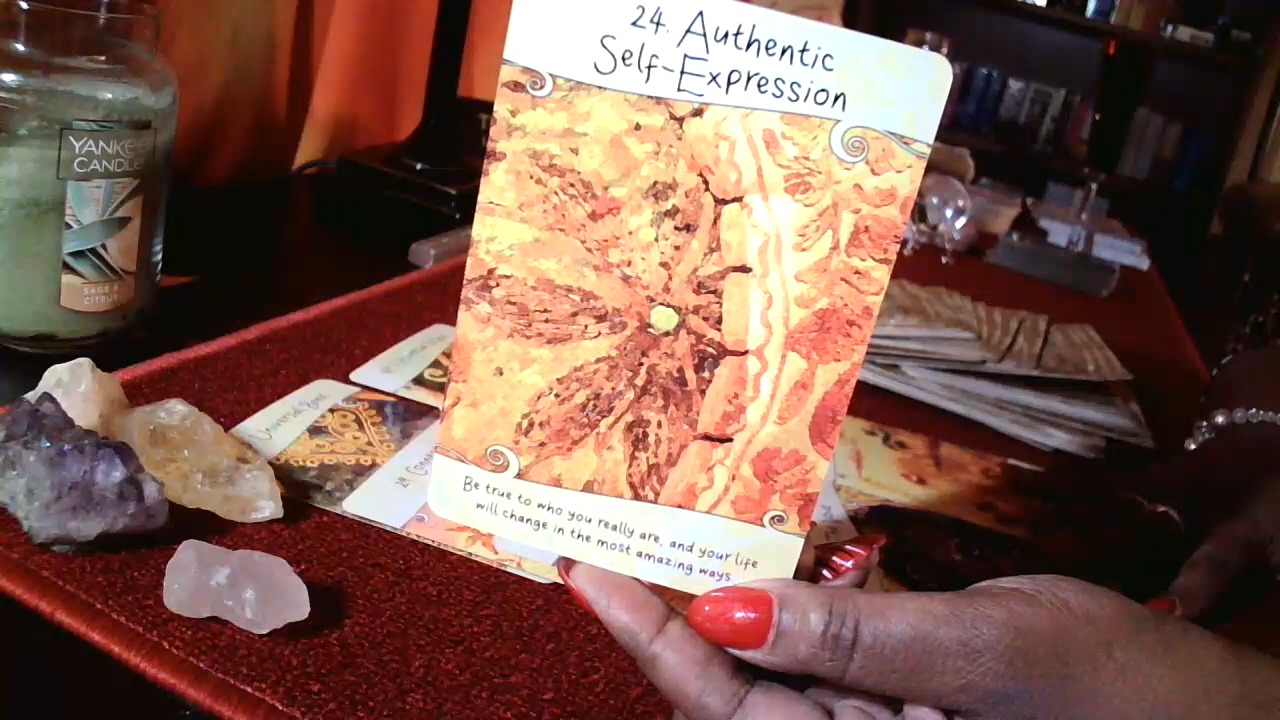 24. Authentic
Self-Expression
Be true to who you really are, and your life
will change in the most amazing ways.
YANKEE
CANDLE
SAGE &
CITRUS
Universal